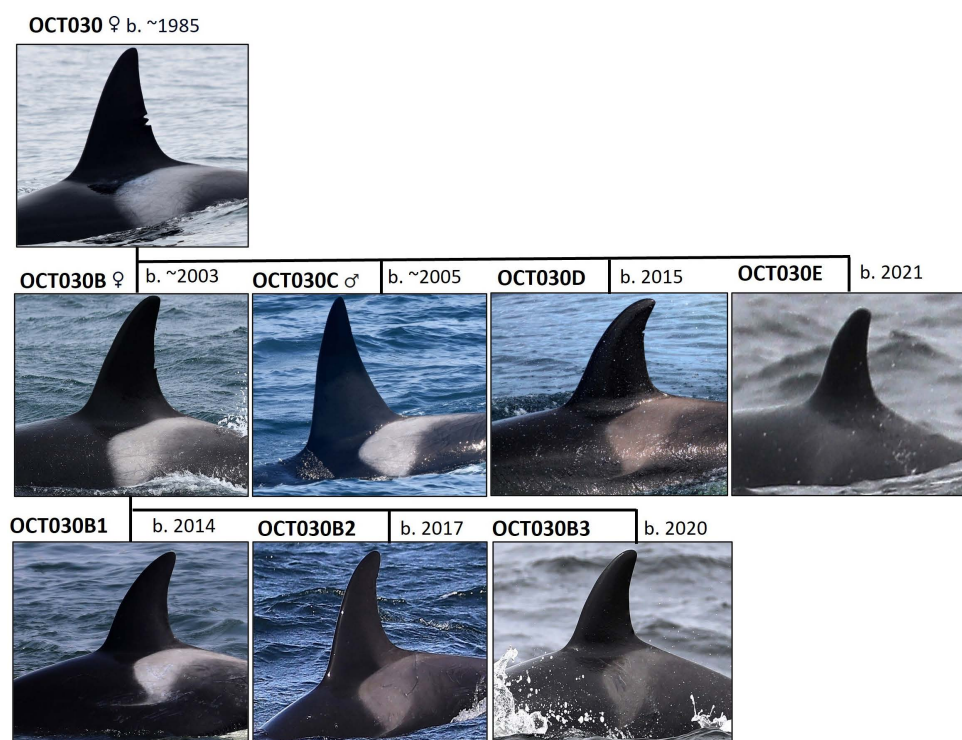 OCT030 ♀ b. ~1985
OCT030B ♀ b. ~2003 OCT030C ♂ b. ~2005 OCT030D b. 2015 OCT030E b. 2021
OCT030B1 b. 2014 OCT030B2 b. 2017 OCT030B3 b. 2020